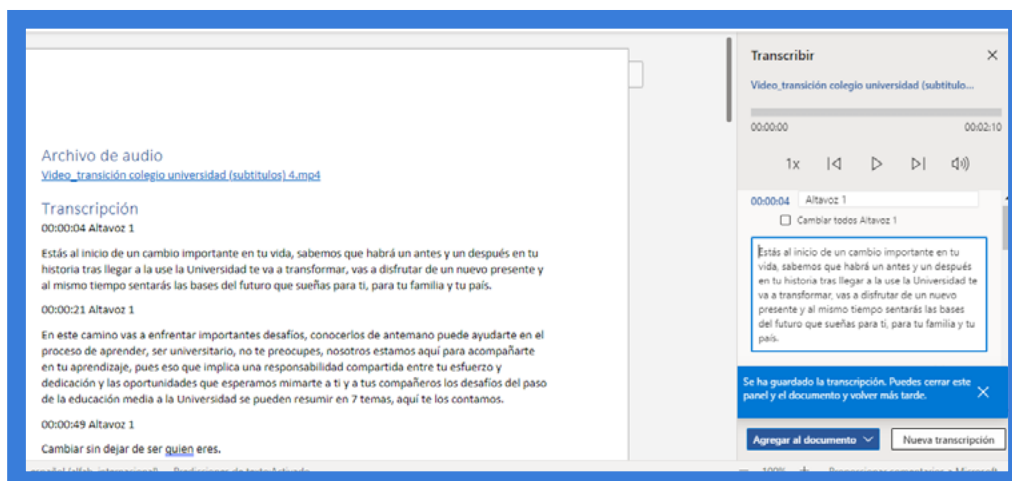 Archivo de audio
Video_transición colegio universidad (subtitulos) 4.mp4
Transcripción
00:00:04 Altavoz 1
Estás al inicio de un cambio importante en tu vida, sabemos que habrá un antes y un después en tu
historia tras llegar a la use la Universidad te va a transformar, vas a disfrutar de un nuevo presente y
al mismo tiempo sentarás las bases del futuro que sueñas para ti, para tu familia y tu país.
00:00:21 Altavoz 1
En este camino vas a enfrentar importantes desafíos, conocerlos de antemano puede ayudarte en el
proceso de aprender, ser universitario, no te preocupes, nosotros estamos aquí para acompañarte
en tu aprendizaje, pues eso que implica una responsabilidad compartida entre tu esfuerzo y
dedicación y las oportunidades que esperamos mimarte a ti y a tus compañeros los desafíos del paso
de la educación media a la Universidad se pueden resumir en 7 temas, aquí te los contamos.
00:00:49 Altavoz 1
Cambiar sin dejar de ser quien eres.
Transcribir
Video_transición colegio universidad (subtitulo...
00:00:00 00:02:10
1x
00:00:04 Altavoz 1
Cambiar todos Altavoz 1
Estás al inicio de un cambio importante en tu
vida, sabemos que habrá un antes y un después
en tu historia tras llegar a la use la Universidad te
va a transformar, vas a disfrutar de un nuevo
presente y al mismo tiempo sentarás las bases
del futuro que sueñas para ti, para tu familia y tu
país.
Se ha guardado la transcripción. Puedes cerrar este
panel y el documento y volver más tarde.
Agregar al documento Nueva transcripción
100%